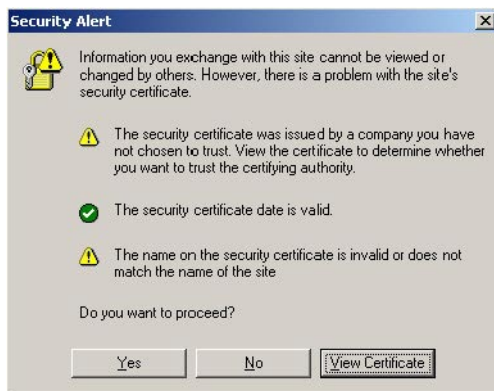 Security Alert
Information you exchange with this site cannot be viewed or
changed by others. However, there is a problem with the site's
security certificate.
The security certificate was issued by a company you have
not chosen to trust. View the certificate to determine whether
you want to trust the certifying authority.
The security certificate date is valid.
The name on the security certificate is invalid or does not
match the name of the site
Do you want to proceed?
Yes No View Certificate